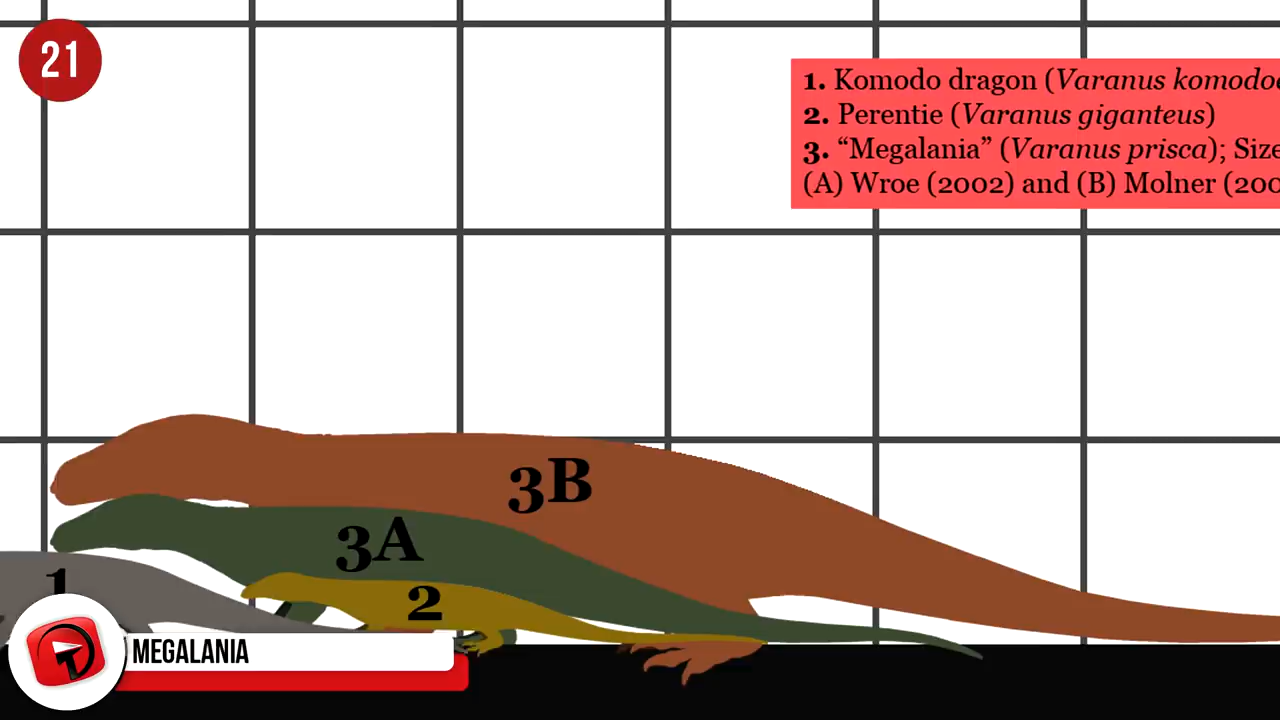 21
1. Komodo dragon (Varanus
2. Perentie (Varanus giganteus)
3. “Megalania” (Varanus prisca); Size
(A) Wroe (2002) and (B) Molner
3B
3A
1
2
MEGALANIA